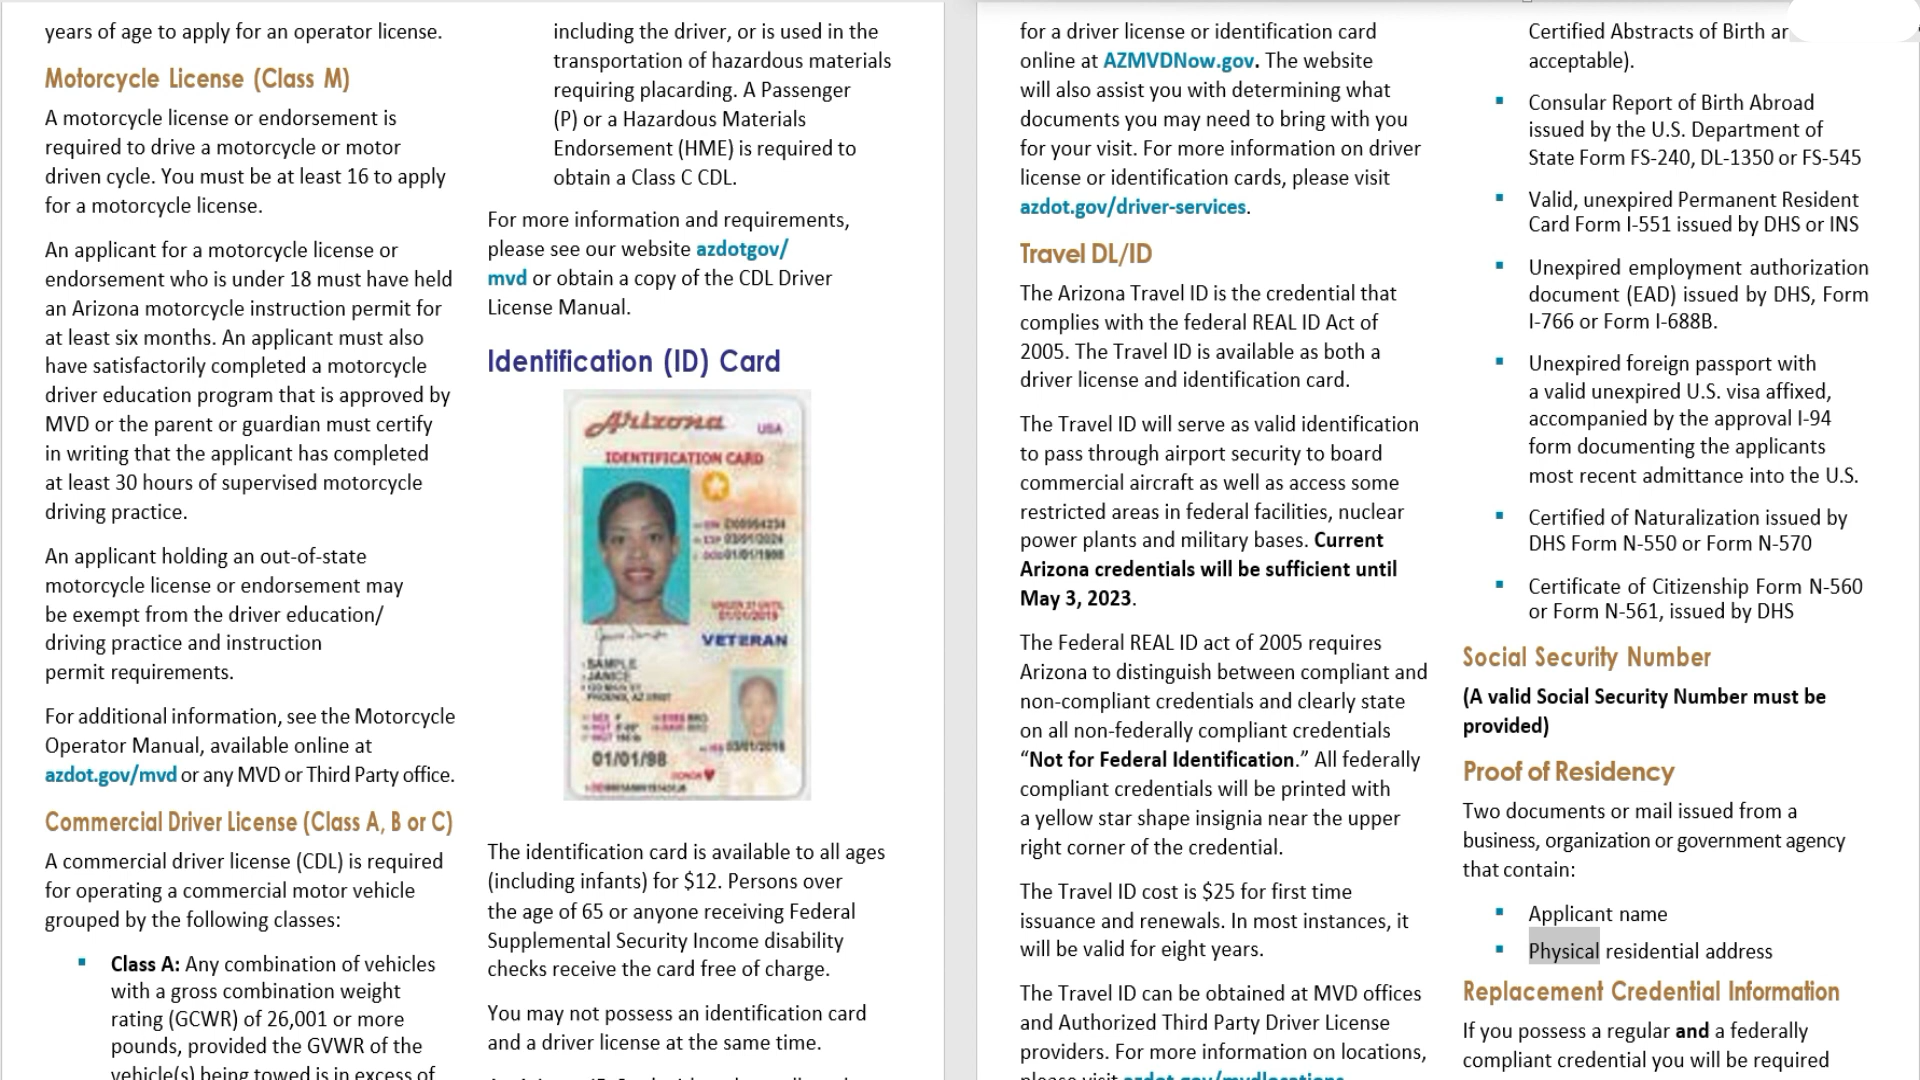 years of age to apply for an operator license.
Motorcycle License (Class M)
A motorcycle license or endorsement is
required to drive a motorcycle or motor
driven cycle. You must be at least 16 to apply
for a motorcycle license.
An applicant for a motorcycle license or
endorsement who is under 18 must have held
an Arizona motorcycle instruction permit for
at least six months. An applicant must also
have satisfactorily completed a motorcycle
driver education program that is approved by
MVD or the parent or guardian must certify
in writing that the applicant has completed
at least 30 hours of supervised motorcycle
driving practice.
An applicant holding an out-of-state
motorcycle license or endorsement may
be exempt from the driver education/
driving practice and instruction
permit requirements.
For additional information, see the Motorcycle
Operator Manual, available online at
azdot.gov/mvd or any MVD or Third Party office.
Commercial Driver License (Class A, B or C)
A commercial driver license (CDL) is required
for operating a commercial motor vehicle
grouped by the following classes:
▪ Class A: Any combination of vehicles
with a gross combination weight
rating (GCWR) of 26,001 or more
pounds, provided the GVWR of the
vehicle(s) being towed is in excess of
including the driver, or is used in the
transportation of hazardous materials
requiring placarding. A Passenger
(P) or a Hazardous Materials
Endorsement (HME) is required to
obtain a Class C CDL.
For more information and requirements,
please see our website azdotgov/
mvd or obtain a copy of the CDL Driver
License Manual.
Identification (ID) Card
Arizona USA
IDENTIFICATION CARD
01/01/1998
01/01/2019
VETERAN
SAMPLE
JANICE
03/01/2016
01/01/98
DONOR
The identification card is available to all ages
(including infants) for $12. Persons over
the age of 65 or anyone receiving Federal
Supplemental Security Income disability
checks receive the card free of charge.
You may not possess an identification card
and a driver license at the same time.
for a driver license or identification card
online at AZMVDNow.gov. The website
will also assist you with determining what
documents you may need to bring with you
for your visit. For more information on driver
license or identification cards, please visit
azdot.gov/driver-services.
Travel DL/ID
The Arizona Travel ID is the credential that
complies with the federal REAL ID Act of
2005. The Travel ID is available as both a
driver license and identification card.
The Travel ID will serve as valid identification
to pass through airport security to board
commercial aircraft as well as access some
restricted areas in federal facilities, nuclear
power plants and military bases. Current
Arizona credentials will be sufficient until
May 3, 2023.
The Federal REAL ID act of 2005 requires
Arizona to distinguish between compliant and
non-compliant credentials and clearly state
on all non-federally compliant credentials
“Not for Federal Identification.” All federally
compliant credentials will be printed with
a yellow star shape insignia near the upper
right corner of the credential.
The Travel ID cost is $25 for first time
issuance and renewals. In most instances, it
will be valid for eight years.
The Travel ID can be obtained at MVD offices
and Authorized Third Party Driver License
providers. For more information on locations,
please visit azdot.gov/mvdlocations
Certified Abstracts of Birth
acceptable).
▪ Consular Report of Birth Abroad
issued by the U.S. Department of
State Form FS-240, DL-1350 or FS-545
▪ Valid, unexpired Permanent Resident
Card Form I-551 issued by DHS or INS
▪ Unexpired employment authorization
document (EAD) issued by DHS, Form
I-766 or Form I-688B.
▪ Unexpired foreign passport with
a valid unexpired U.S. visa affixed,
accompanied by the approval I-94
form documenting the applicants
most recent admittance into the U.S.
▪ Certified of Naturalization issued by
DHS Form N-550 or Form N-570
▪ Certificate of Citizenship Form N-560
or Form N-561, issued by DHS
Social Security Number
(A valid Social Security Number must be
provided)
Proof of Residency
Two documents or mail issued from a
business, organization or government agency
that contain:
▪ Applicant name
▪ Physical residential address
Replacement Credential Information
If you possess a regular and a federally
compliant credential you will be required